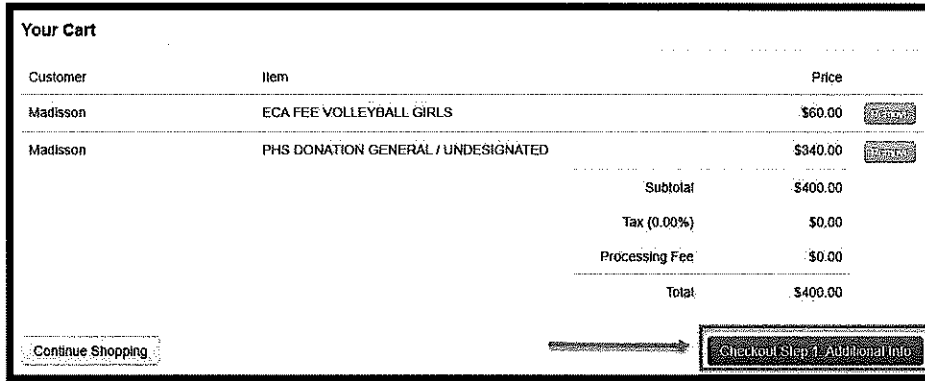 Your Cart
Customer Item Price
Madisson ECA FEE VOLLEYBALL GIRLS $60.00
Madisson PHS DONATION GENERAL / UNDESIGNATED $340.00
Subtotal $400.00
Tax (0.00%) $0.00
Processing Fee $0.00
Total $400.00
Continue Shopping Checkout Step 1: Additional Info